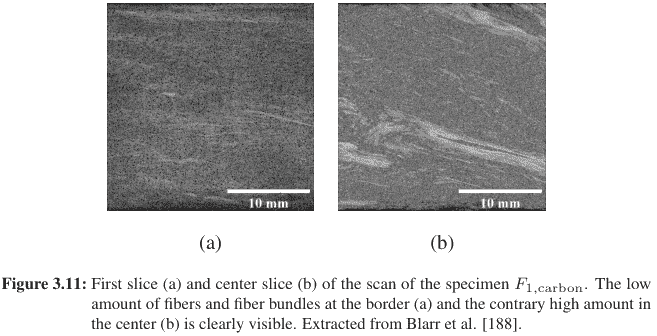 10 mm
10 mm
(a)
(b)
Figure 3.11: First slice (a) and center slice (b) of the scan of the specimen F1,carbon. The low
amount of fibers and fiber bundles at the border (a) and the contrary high amount in
the center (b) is clearly visible. Extracted from Blarr et al. [188].